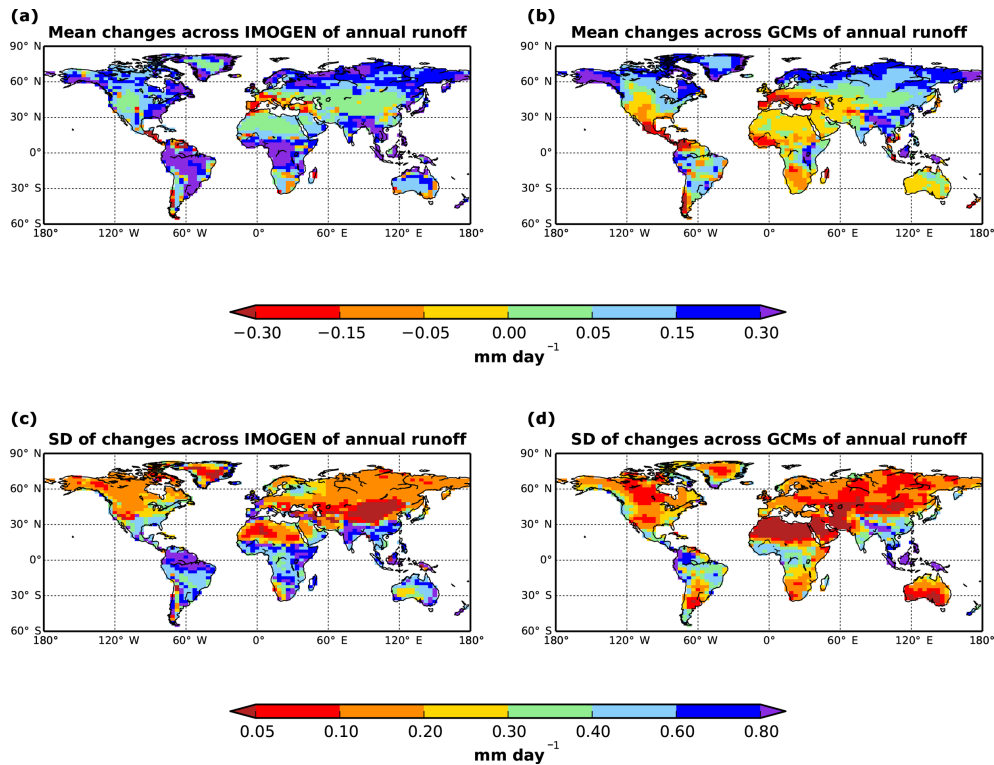 (a)
Mean changes across IMOGEN of annual runoff
90° N
60° N
30° N
0°
30° S
60° S
180° 120° W 60° W 0° 60° E 120° E 180°
(b)
Mean changes across GCMs of annual runoff
90° N
60° N
30° N
0°
30° S
60° S
180° 120° W 60° W 0° 60° E 120° E 180°
−0.30 −0.15 −0.05 0.00 0.05 0.15 0.30
mm day⁻¹
(c)
SD of changes across IMOGEN of annual runoff
90° N
60° N
30° N
0°
30° S
60° S
180° 120° W 60° W 0° 60° E 120° E 180°
(d)
SD of changes across GCMs of annual runoff
90° N
60° N
30° N
0°
30° S
60° S
180° 120° W 60° W 0° 60° E 120° E 180°
0.05 0.10 0.20 0.30 0.40 0.60 0.80
mm day⁻¹